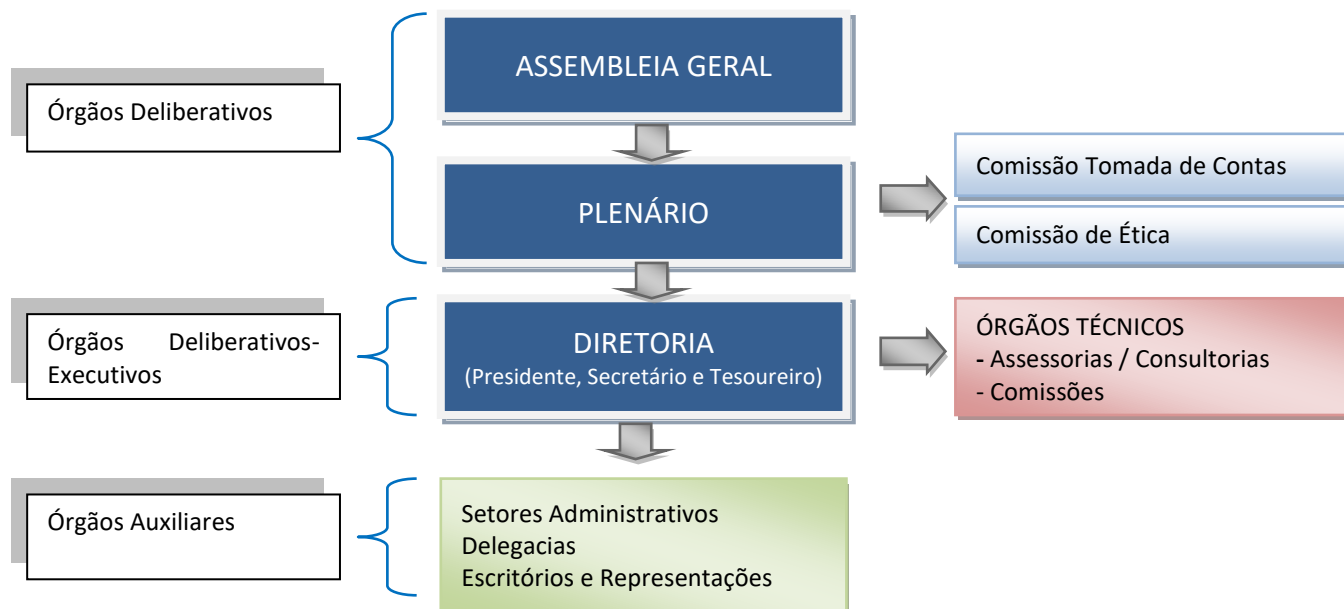 ASSEMBLEIA GERAL
Órgãos Deliberativos
PLENÁRIO
Comissão Tomada de Contas
Comissão de Ética
Órgãos Deliberativos-
Executivos
DIRETORIA
(Presidente, Secretário e Tesoureiro)
ÓRGÃOS TÉCNICOS
- Assessorias / Consultorias
- Comissões
Órgãos Auxiliares
Setores Administrativos
Delegacias
Escritórios e Representações